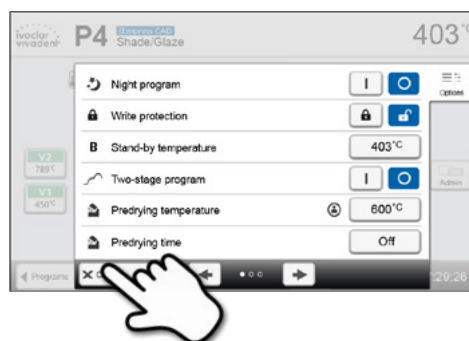 ivoclar
vivadent
P4
IPS Empress CAD
Shade/Glaze
403°C
Night program
I O
Options
Write protection
B Stand-by temperature
403°C
V2
789°C
Two-stage program
I O
Admin
V1
450°C
Predrying temperature
600°C
Predrying time
Off
Programs
:29:26